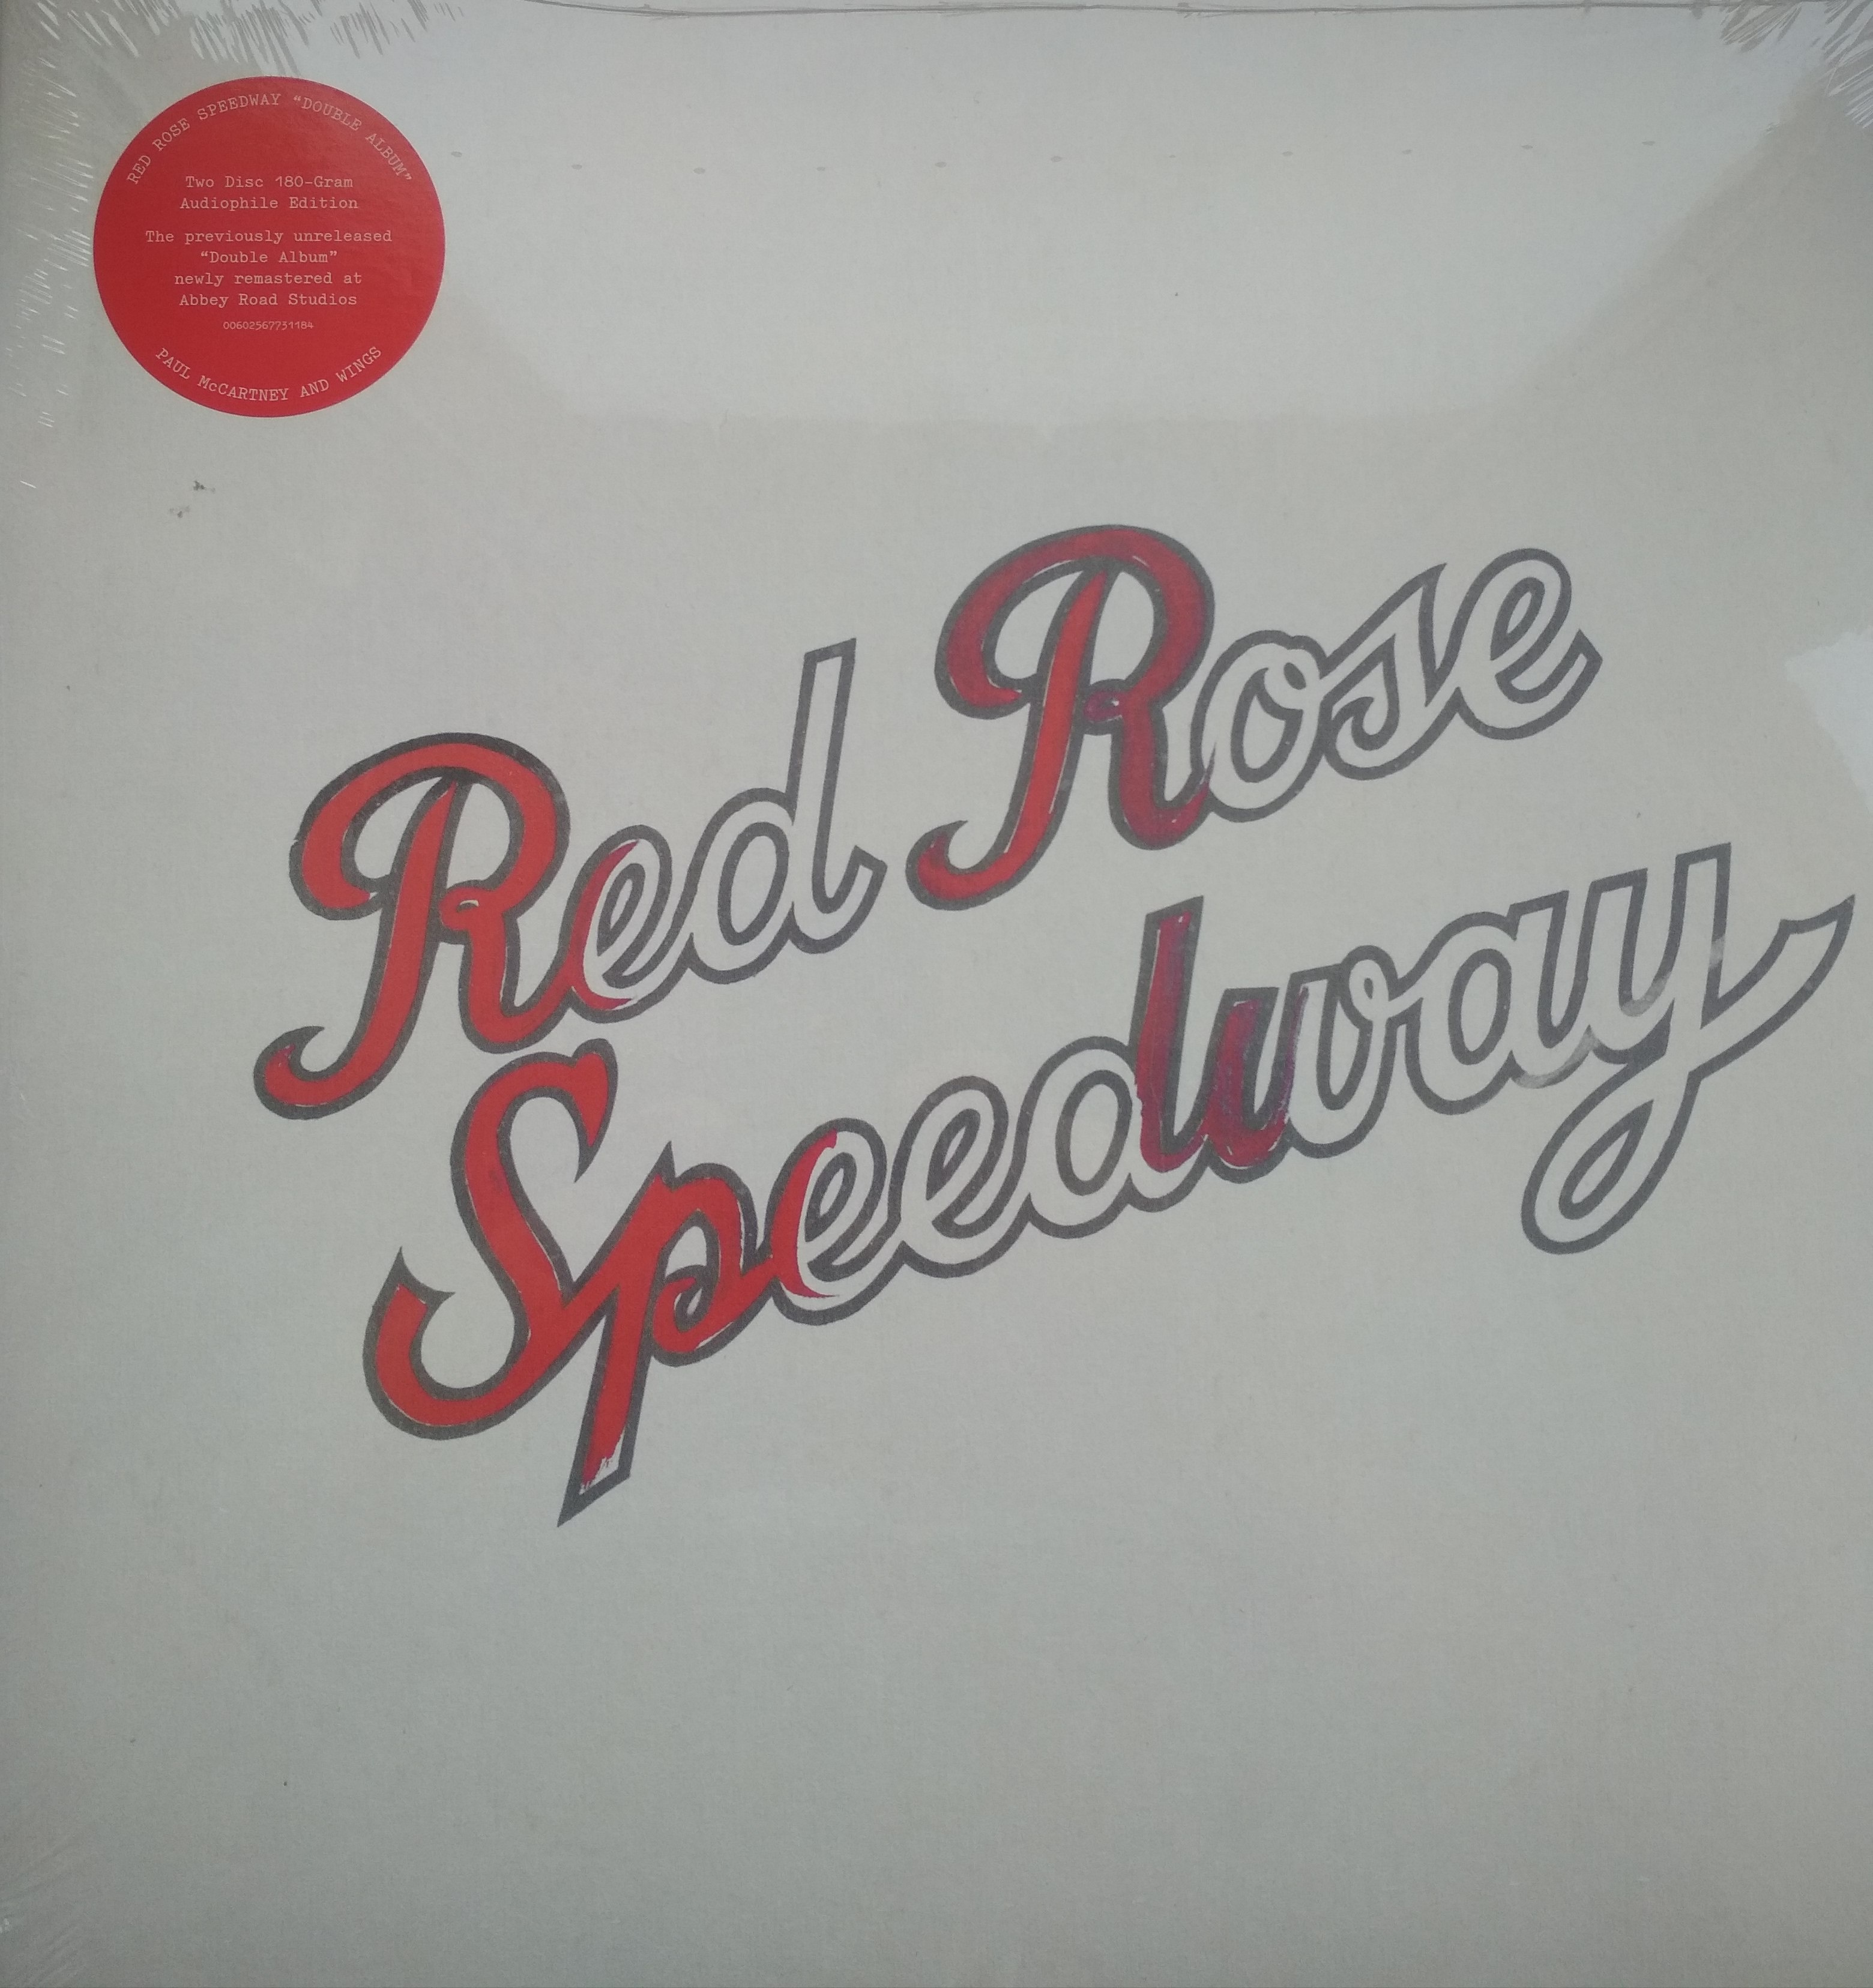 RED ROSE SPEEDWAY “DOUBLE ALBUM”
Two Disc 180-Gram
Audiophile Edition
The previously unreleased
“Double Album”
newly remastered at
Abbey Road Studios
00602567731184
PAUL McCARTNEY AND WINGS
Red Rose
Speedway